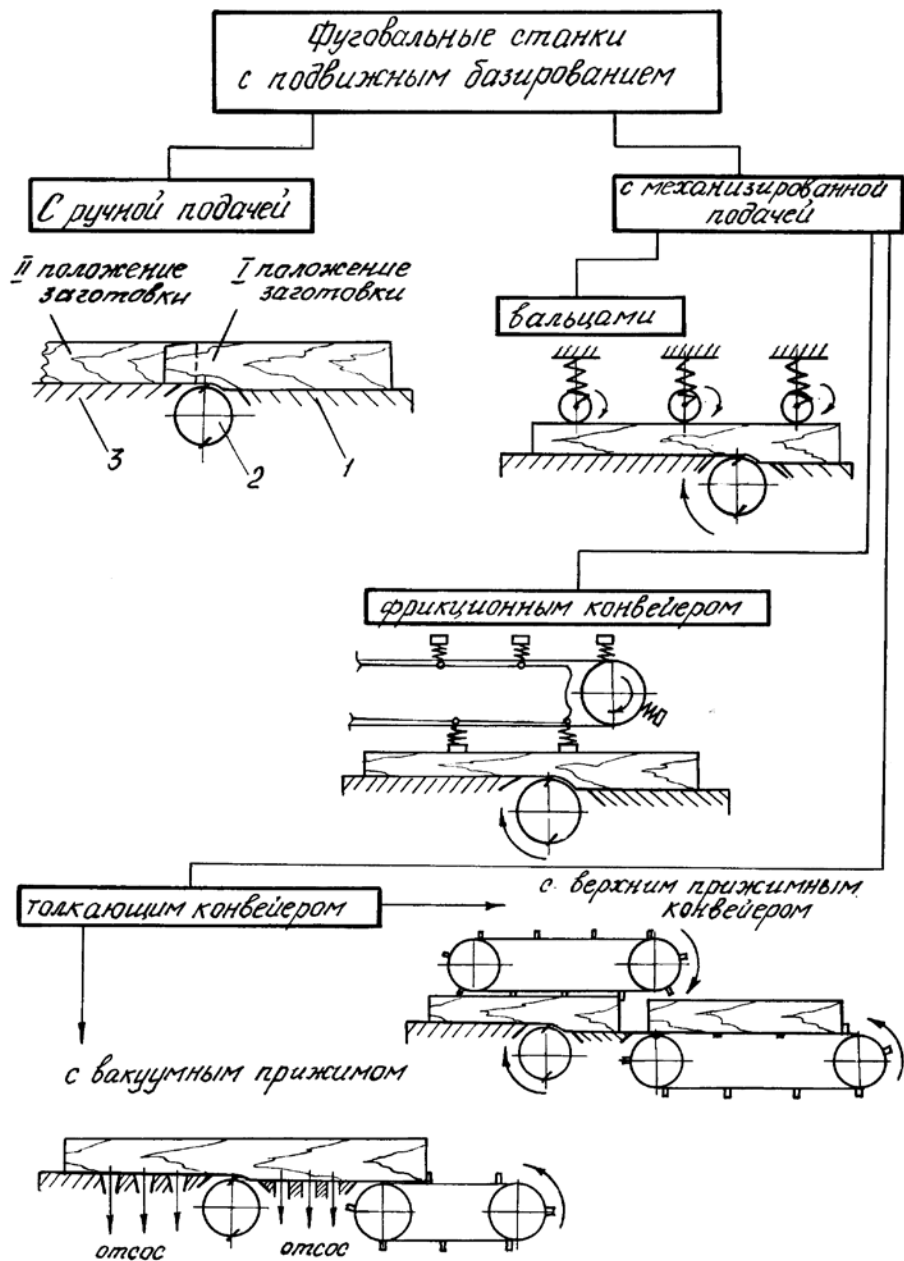 Фуговальные станки
с подвижным базированием
С ручной подачей
с механизированной
подачей
II положение
заготовки
I положение
заготовки
3
2
1
вальцами
фрикционным конвейером
толкающим конвейером
с верхним прижимным
конвейером
с вакуумным прижимом
отсос
отсос